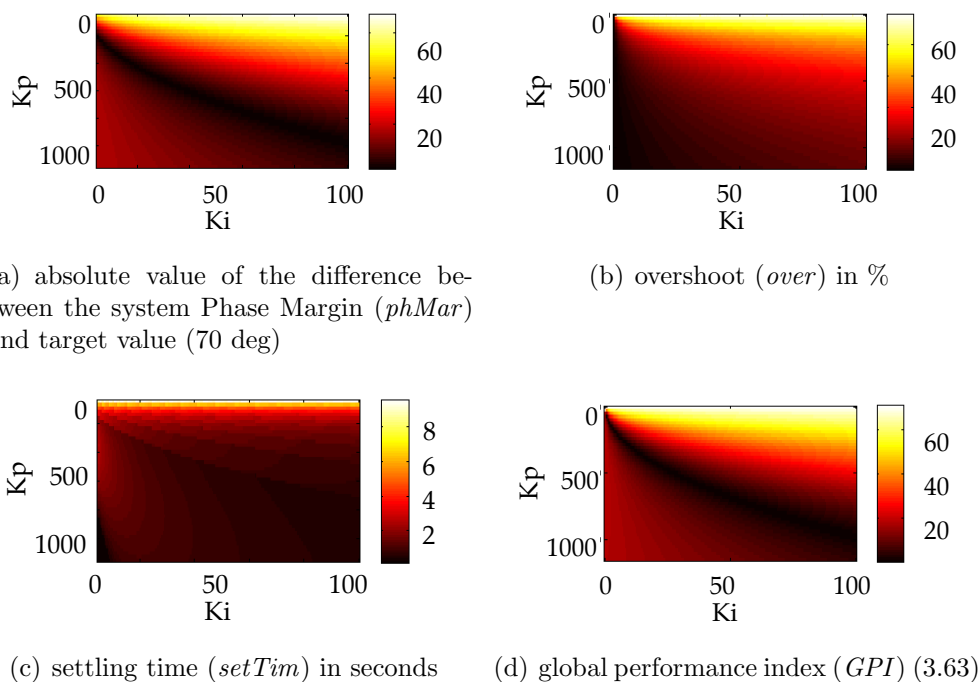 0
500
1000
Kp
0 50 100
Ki
60
40
20
0
500
1000
Kp
0 50 100
Ki
60
40
20
a) absolute value of the difference be-
ween the system Phase Margin (phMar)
nd target value (70 deg)
(b) overshoot (over) in %
0
500
1000
Kp
0 50 100
Ki
8
6
4
2
0
500
1000
Kp
0 50 100
Ki
60
40
20
(c) settling time (setTim) in seconds
(d) global performance index (GPI) (3.63)